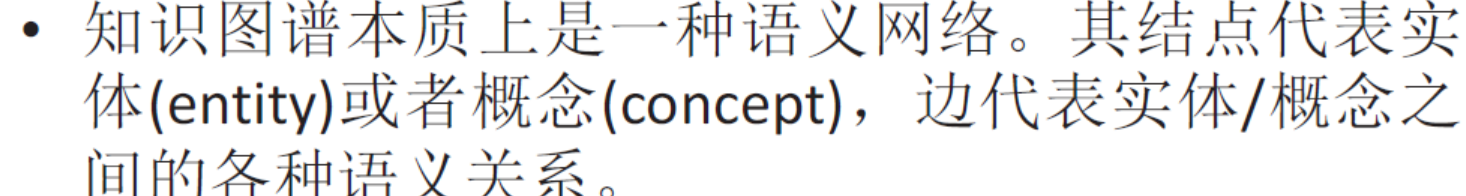 • 知识图谱本质上是一种语义网络。其结点代表实
体(entity)或者概念(concept)，边代表实体/概念之
间的各种语义关系。